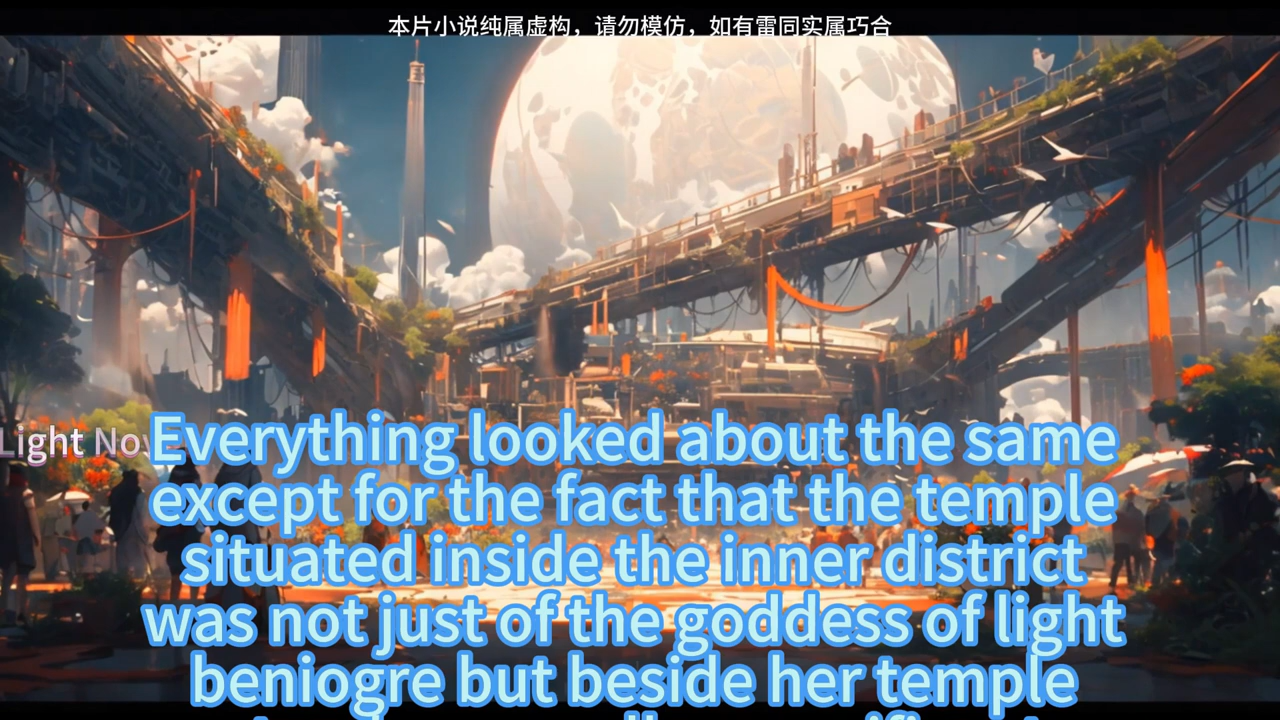 本片小说纯属虚构，请勿模仿，如有雷同实属巧合
Light No
Everything looked about the same
except for the fact that the temple
situated inside the inner district
was not just of the goddess of light
beniogre but beside her temple